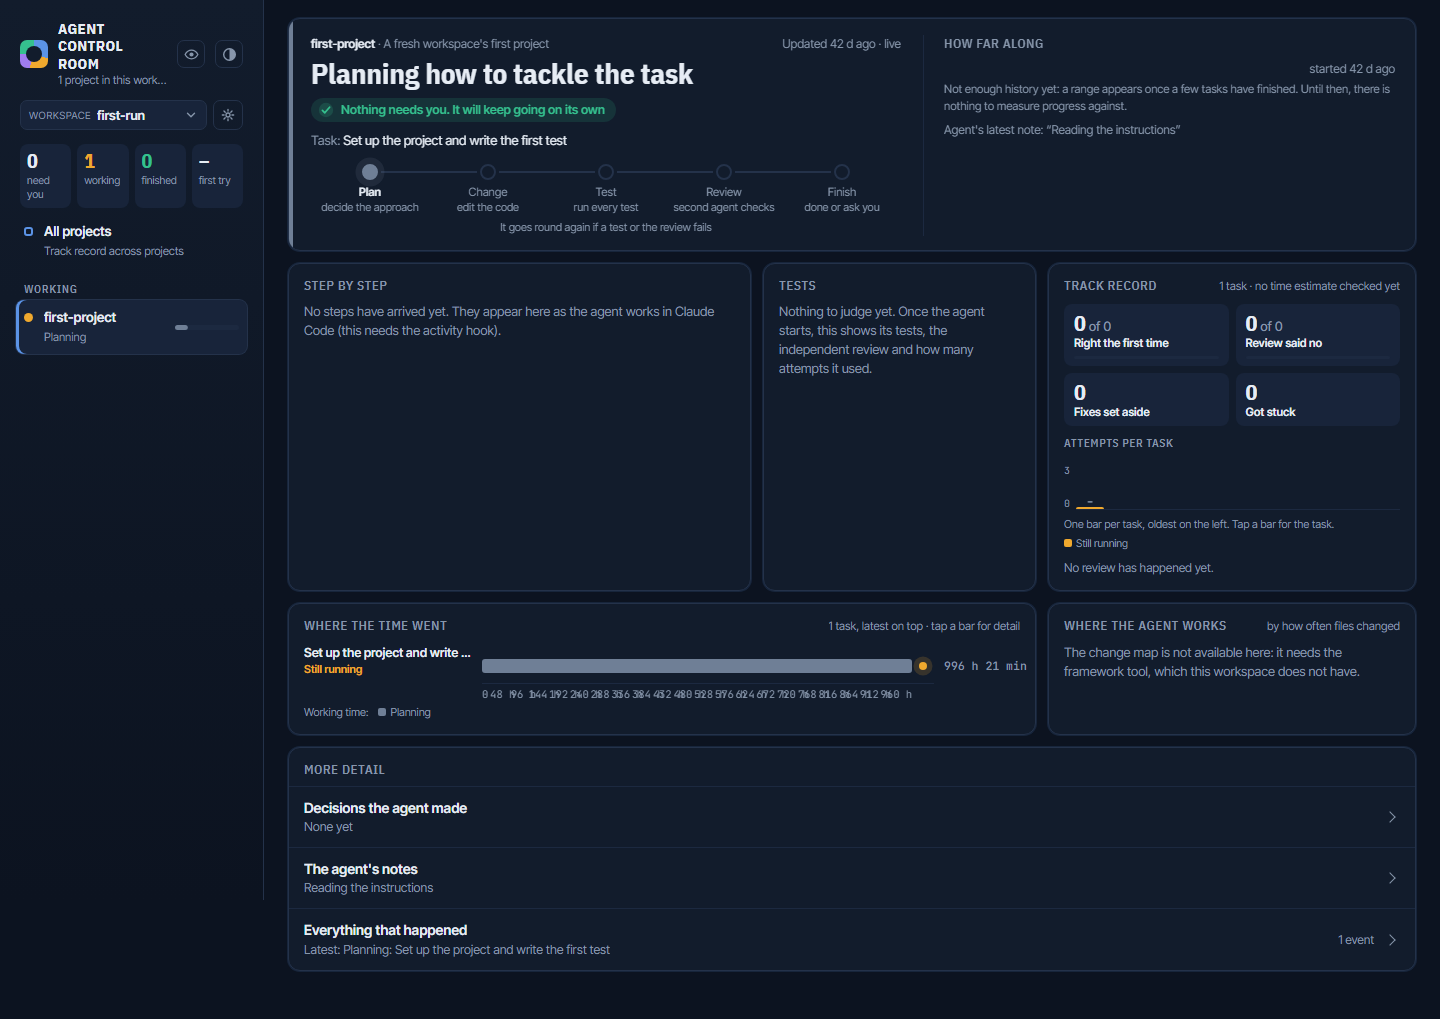 AGENT
CONTROL
ROOM
1 project in this work...
WORKSPACE first-run
0 need you
1 working
0 finished
– first try
All projects
Track record across projects
WORKING
first-project
Planning
first-project · A fresh workspace's first project
Updated 42 d ago · live
Planning how to tackle the task
Nothing needs you. It will keep going on its own
Task: Set up the project and write the first test
Plan
decide the approach
Change
edit the code
Test
run every test
Review
second agent checks
Finish
done or ask you
It goes round again if a test or the review fails
HOW FAR ALONG
started 42 d ago
Not enough history yet: a range appears once a few tasks have finished. Until then, there is
nothing to measure progress against.
Agent's latest note: “Reading the instructions”
STEP BY STEP
No steps have arrived yet. They appear here as the agent works in Claude
Code (this needs the activity hook).
TESTS
Nothing to judge yet. Once the agent
starts, this shows its tests, the
independent review and how many
attempts it used.
TRACK RECORD
1 task · no time estimate checked yet
0 of 0
Right the first time
0 of 0
Review said no
0
Fixes set aside
0
Got stuck
ATTEMPTS PER TASK
3
0
–
One bar per task, oldest on the left. Tap a bar for the task.
Still running
No review has happened yet.
WHERE THE TIME WENT
1 task, latest on top · tap a bar for detail
Set up the project and write ...
Still running
996 h 21 min
Working time: Planning
WHERE THE AGENT WORKS
by how often files changed
The change map is not available here: it needs the
framework tool, which this workspace does not have.
MORE DETAIL
Decisions the agent made
None yet
The agent's notes
Reading the instructions
Everything that happened
Latest: Planning: Set up the project and write the first test
1 event